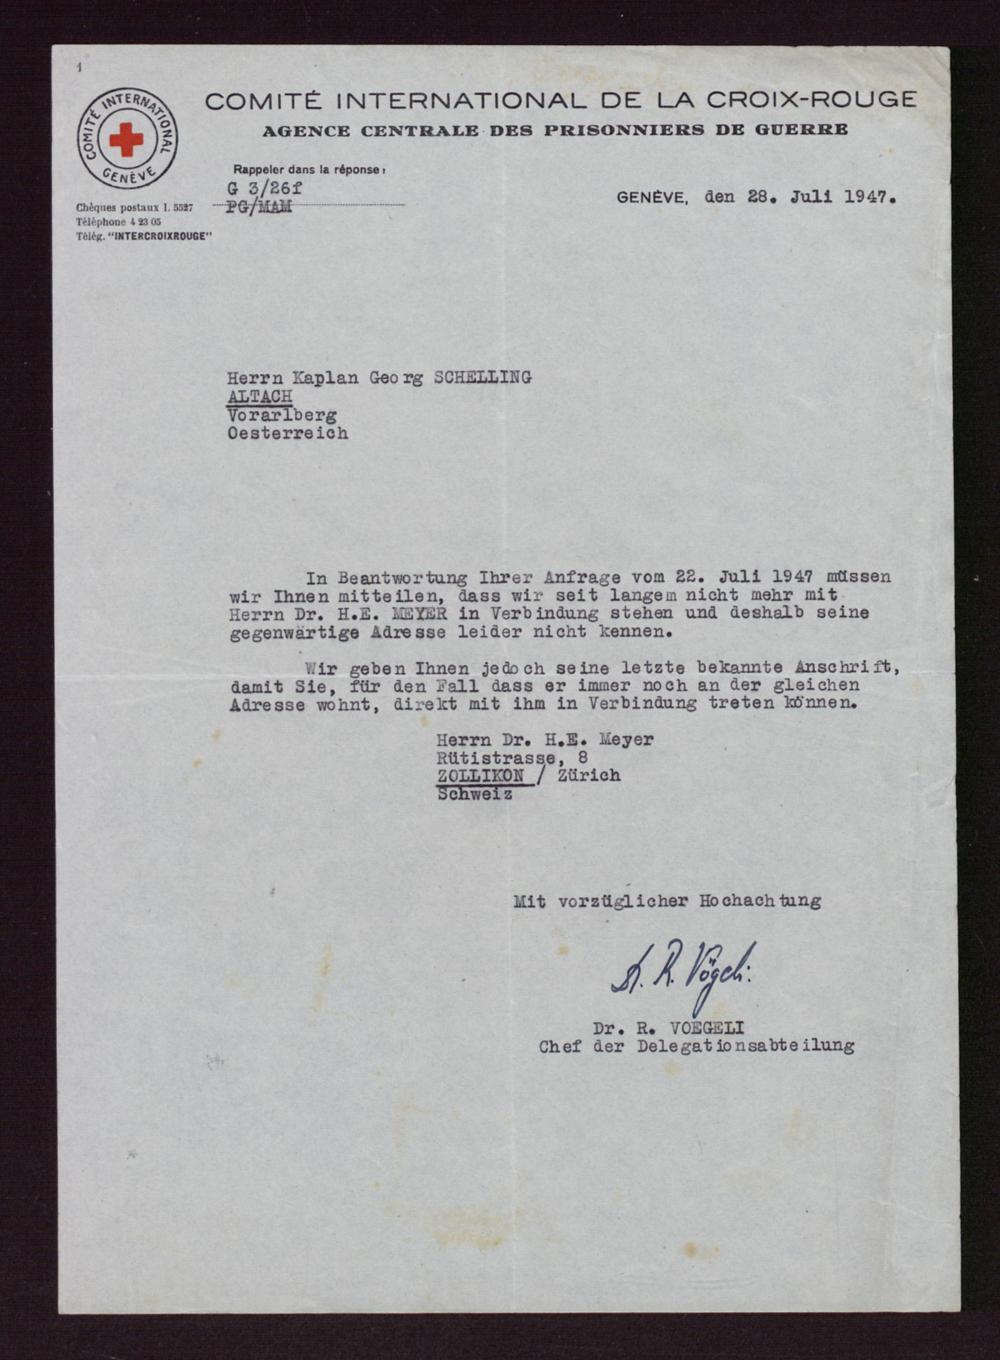 1
COMITÉ INTERNATIONAL
GENÈVE
COMITÉ INTERNATIONAL DE LA CROIX-ROUGE
AGENCE CENTRALE DES PRISONNIERS DE GUERRE
Rappeler dans la réponse:
G 3/26f
PG/MAM
Chèques postaux I. 5527
Téléphone 4 23 05
Télég. "INTERCROIXROUGE"
GENÈVE, den 28. Juli 1947.
Herrn Kaplan Georg SCHELLING
ALTACH
Vorarlberg
Oesterreich
In Beantwortung Ihrer Anfrage vom 22. Juli 1947 müssen
wir Ihnen mitteilen, dass wir seit langem nicht mehr mit
Herrn Dr. H.E. MEYER in Verbindung stehen und deshalb seine
gegenwärtige Adresse leider nicht kennen.
Wir geben Ihnen jedoch seine letzte bekannte Anschrift,
damit Sie, für den Fall dass er immer noch an der gleichen
Adresse wohnt, direkt mit ihm in Verbindung treten können.
Herrn Dr. H.E. Meyer
Rütistrasse, 8
ZOLLIKON / Zürich
Schweiz
Mit vorzüglicher Hochachtung
Dr. R. Vögeli.
Dr. R. VOEGELI
Chef der Delegationsabteilung